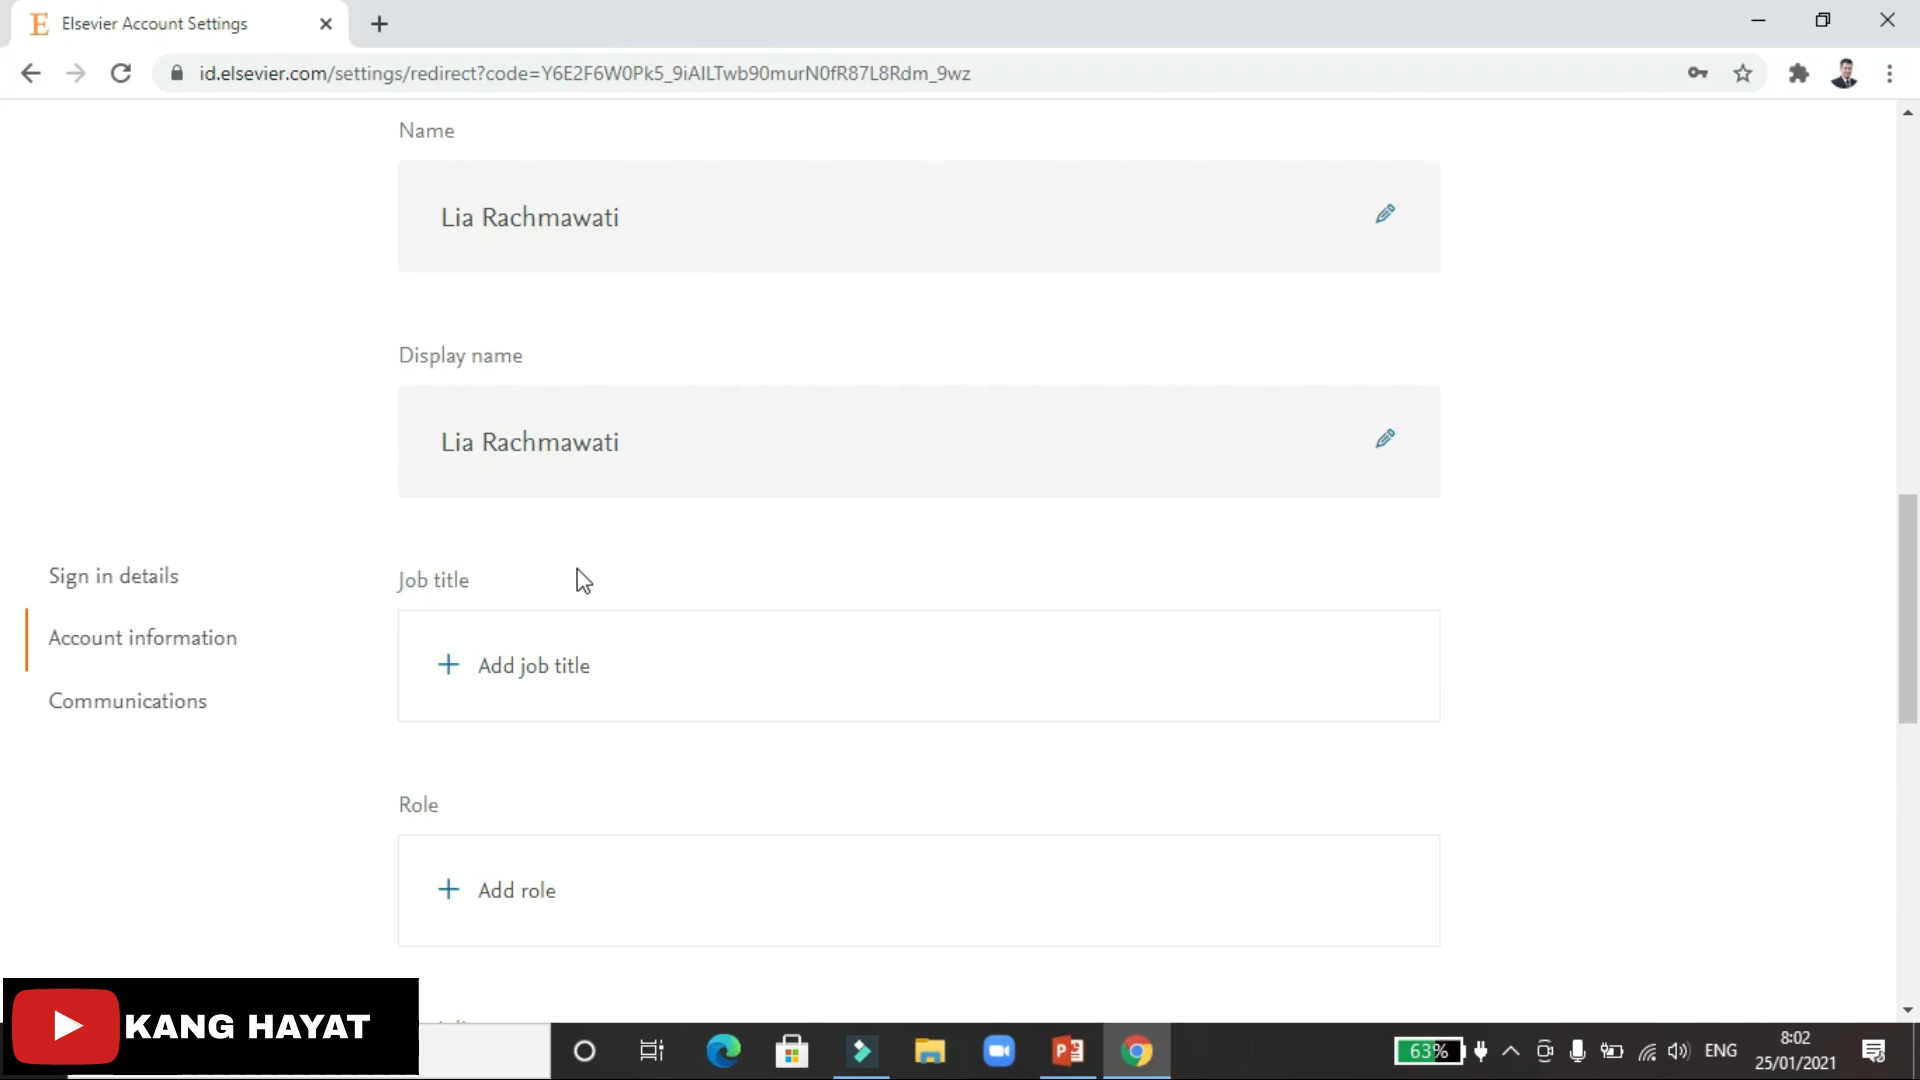 Elsevier Account Settings
id.elsevier.com/settings/redirect?code=Y6E2F6W0Pk5_9iAILTwb90murN0fR87L8Rdm_9wz
Name
Lia Rachmawati
Display name
Lia Rachmawati
Sign in details
Account information
Communications
Job title
Add job title
Role
Add role
KANG HAYAT
63%
ENG
8:02
25/01/2021